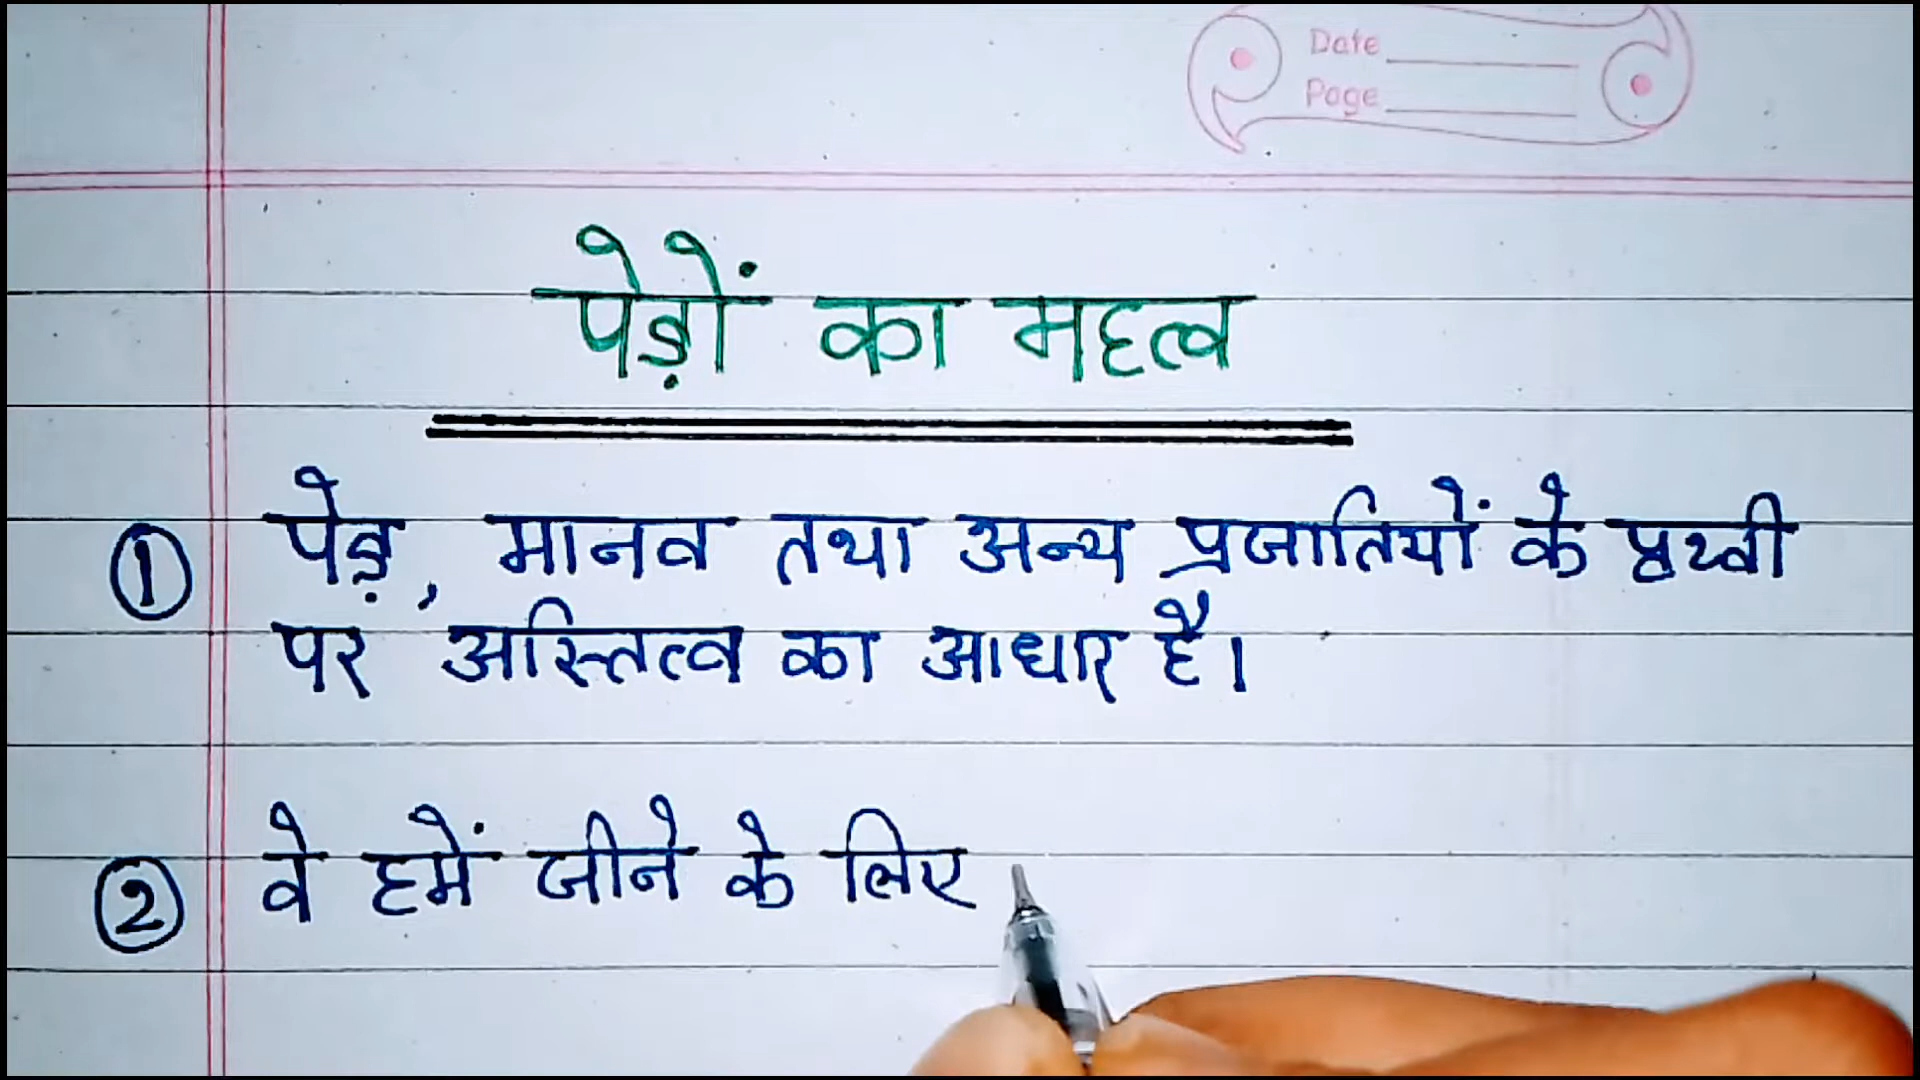 Date
Page
पेड़ों का महत्व
① पेड़, मानव तथा अन्य प्रजातियों के पृथ्वी
पर अस्तित्व का आधार है।
② वे हमें जीने के लिए